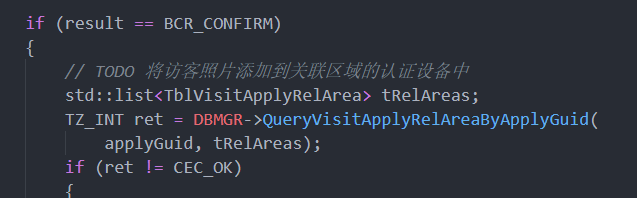 if (result == BCR_CONFIRM)
{
// TODO 将访客照片添加到关联区域的认证设备中
std::list<TblVisitApplyRelArea> tRelAreas;
TZ_INT ret = DBMGR->QueryVisitApplyRelAreaByApplyGuid(
applyGuid, tRelAreas);
if (ret != CEC_OK)
{